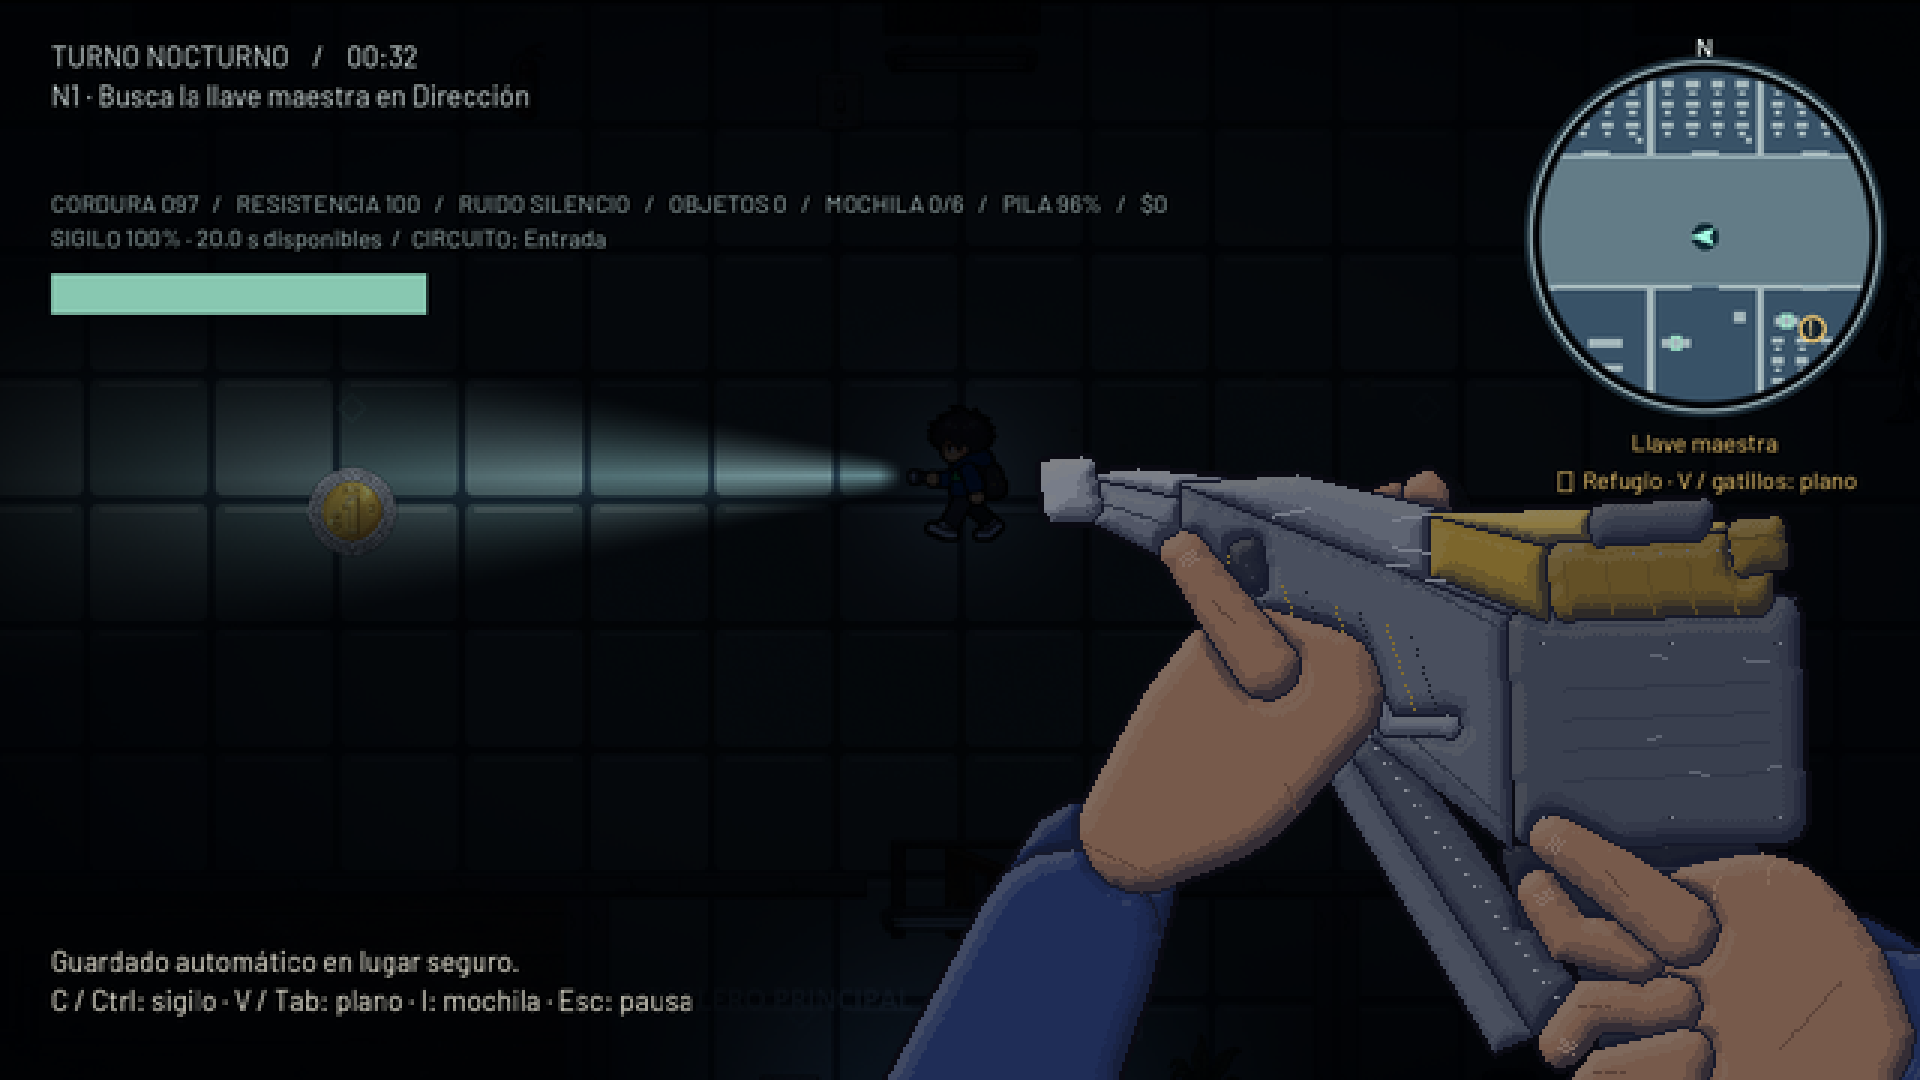 TURNO NOCTURNO / 00:32
N1 · Busca la llave maestra en Dirección
N
CORDURA 097 / RESISTENCIA 100 / RUIDO SILENCIO / OBJETOS 0 / MOCHILA 0/6 / PILA 96% / $0
SIGILO 100% · 20.0 s disponibles / CIRCUITO: Entrada
Llave maestra
Refugio · V / gatillos: plano
Guardado automático en lugar seguro.
C / Ctrl: sigilo · V / Tab: plano · I: mochila · Esc: pausa
PRINCIPAL